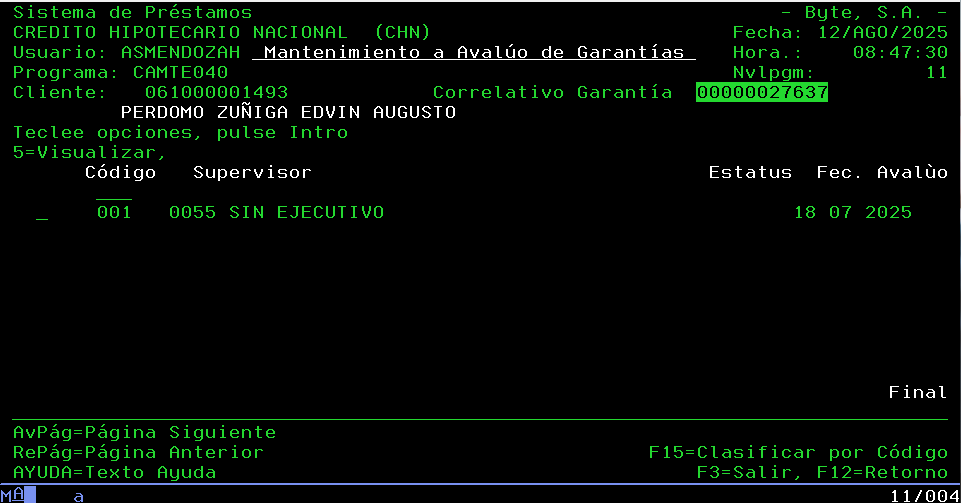 Sistema de Préstamos - Byte, S.A. -
CREDITO HIPOTECARIO NACIONAL (CHN) Fecha: 12/AGO/2025
Usuario: ASMENDOZAH Mantenimiento a Avalúo de Garantías Hora.: 08:47:30
Programa: CAMTE040 Nvlpgm: 11
Cliente: 061000001493 Correlativo Garantía 00000027637
PERDOMO ZUÑIGA EDVIN AUGUSTO
Teclee opciones, pulse Intro
5=Visualizar,
Código Supervisor Estatus Fec. Avalùo
___
_ 001 0055 SIN EJECUTIVO 18 07 2025
Final
AvPág=Página Siguiente
RePág=Página Anterior F15=Clasificar por Código
AYUDA=Texto Ayuda F3=Salir, F12=Retorno
MA a 11/004